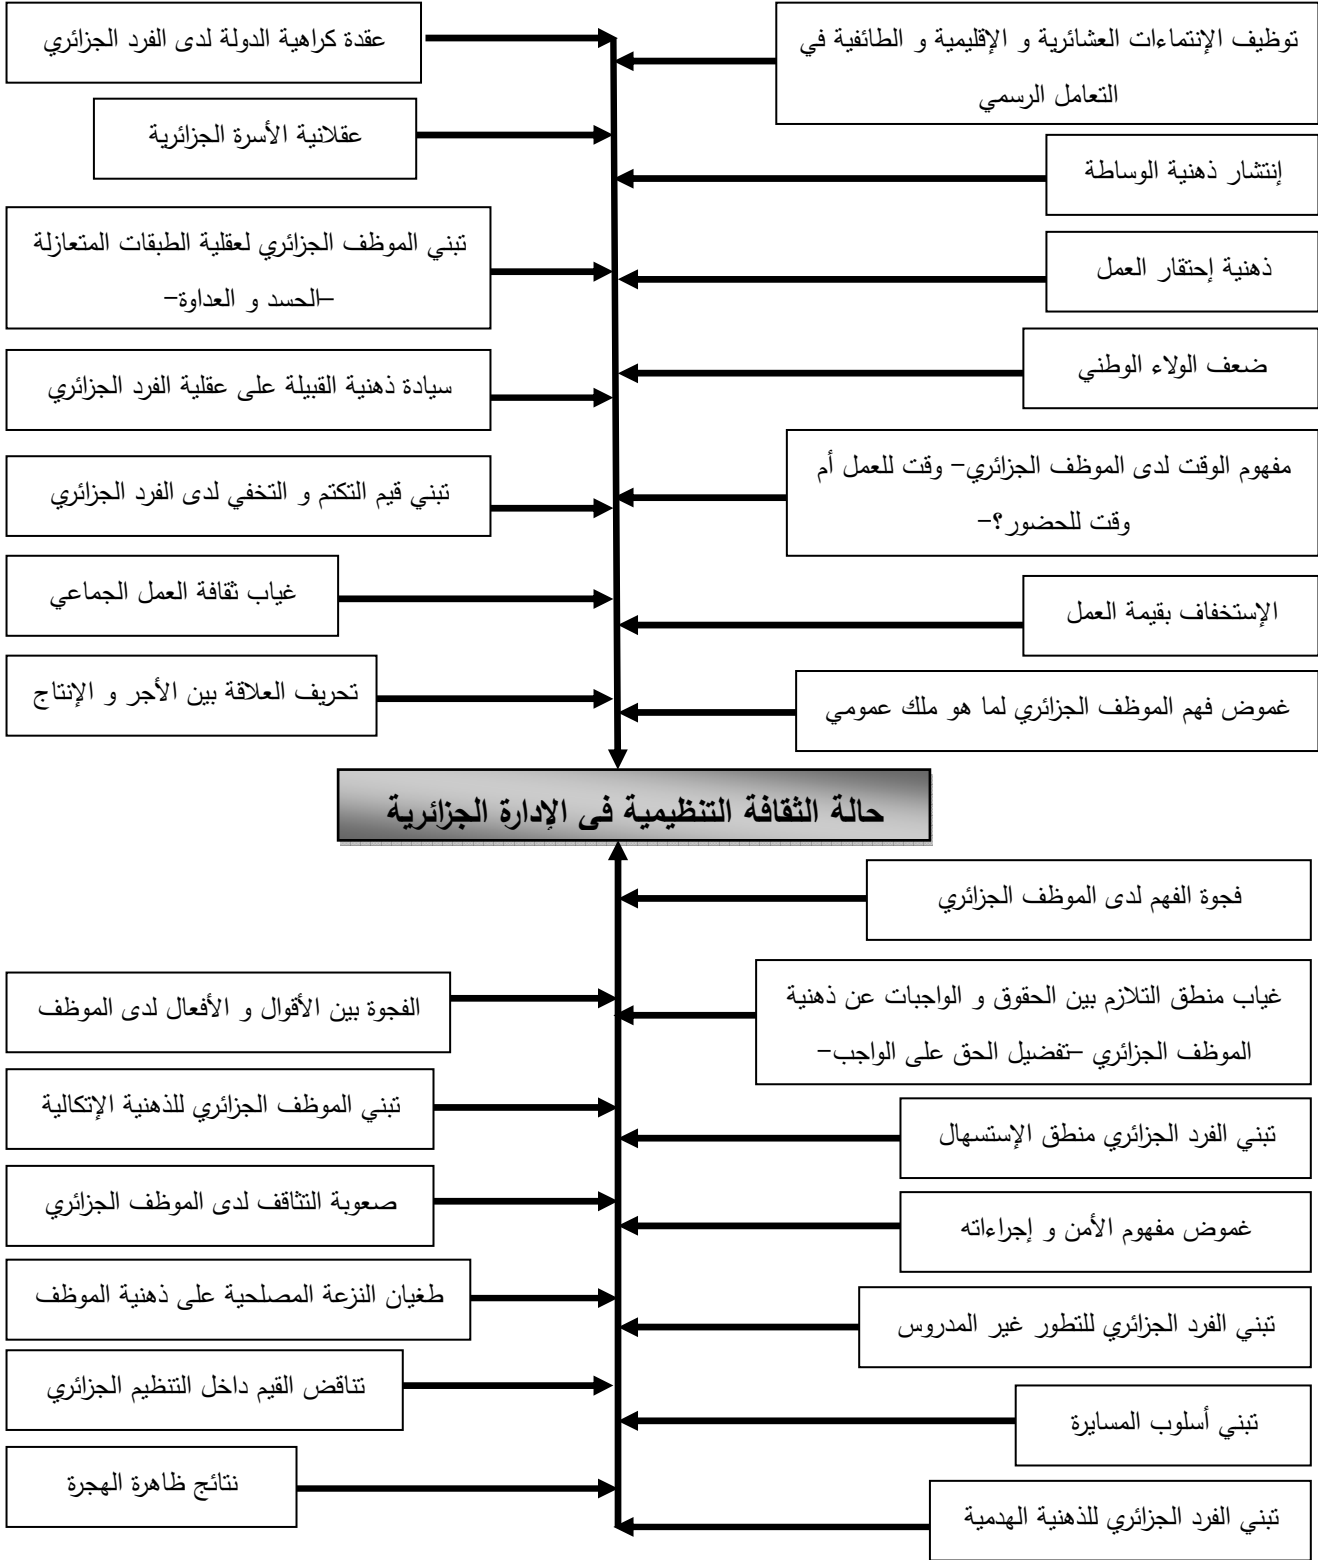 توظيف الإنتماءات العشائرية و الإقليمية و الطائفية في
التعامل الرسمي
عقدة كراهية الدولة لدى الفرد الجزائري
إنتشار ذهنية الوساطة
عقلانية الأسرة الجزائرية
ذهنية إحتقار العمل
تبني الموظف الجزائري لعقلية الطبقات المتعازلة
–الحسد و العداوة–
ضعف الولاء الوطني
سيادة ذهنية القبيلة على عقلية الفرد الجزائري
مفهوم الوقت لدى الموظف الجزائري– وقت للعمل أم
وقت للحضور؟–
تبني قيم التكتم و التخفي لدى الفرد الجزائري
الإستخفاف بقيمة العمل
غياب ثقافة العمل الجماعي
غموض فهم الموظف الجزائري لما هو ملك عمومي
تحريف العلاقة بين الأجر و الإنتاج
حالة الثقافة التنظيمية في الإدارة الجزائرية
فجوة الفهم لدى الموظف الجزائري
غياب منطق التلازم بين الحقوق و الواجبات عن ذهنية
الموظف الجزائري –تفضيل الحق على الواجب–
الفجوة بين الأقوال و الأفعال لدى الموظف
تبني الفرد الجزائري منطق الإستسهال
تبني الموظف الجزائري للذهنية الإتكالية
غموض مفهوم الأمن و إجراءاته
صعوبة التثاقف لدى الموظف الجزائري
تبني الفرد الجزائري للتطور غير المدروس
طغيان النزعة المصلحية على ذهنية الموظف
تبني أسلوب المسايرة
تناقض القيم داخل التنظيم الجزائري
تبني الفرد الجزائري للذهنية الهدمية
نتائج ظاهرة الهجرة